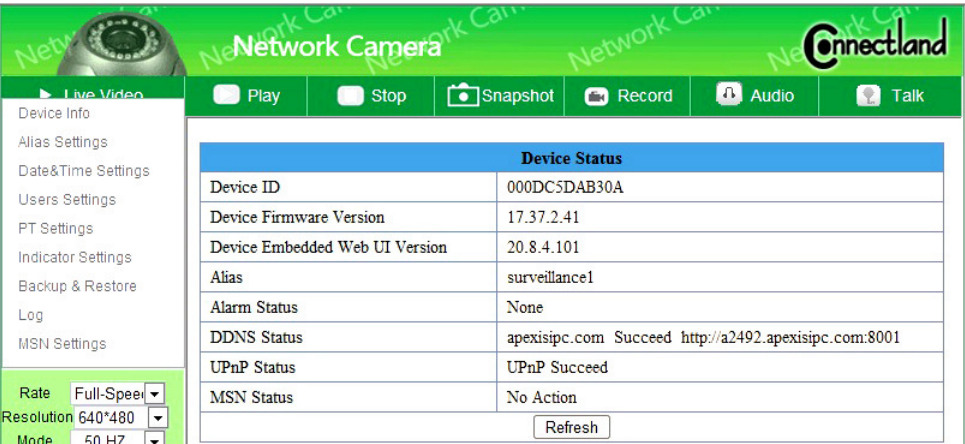 Network Camera
Connectland
Live Video Play Stop Snapshot Record Audio Talk
Device Info
Alias Settings
Date&Time Settings
Users Settings
PT Settings
Indicator Settings
Backup & Restore
Log
MSN Settings
Rate Full-Speed
Resolution 640*480
Mode 50 HZ
Device Status
Device ID 000DC5DAB30A
Device Firmware Version 17.37.2.41
Device Embedded Web UI Version 20.8.4.101
Alias surveillance1
Alarm Status None
DDNS Status apexisipc.com Succeed http://a2492.apexisipc.com:8001
UPnP Status UPnP Succeed
MSN Status No Action
Refresh